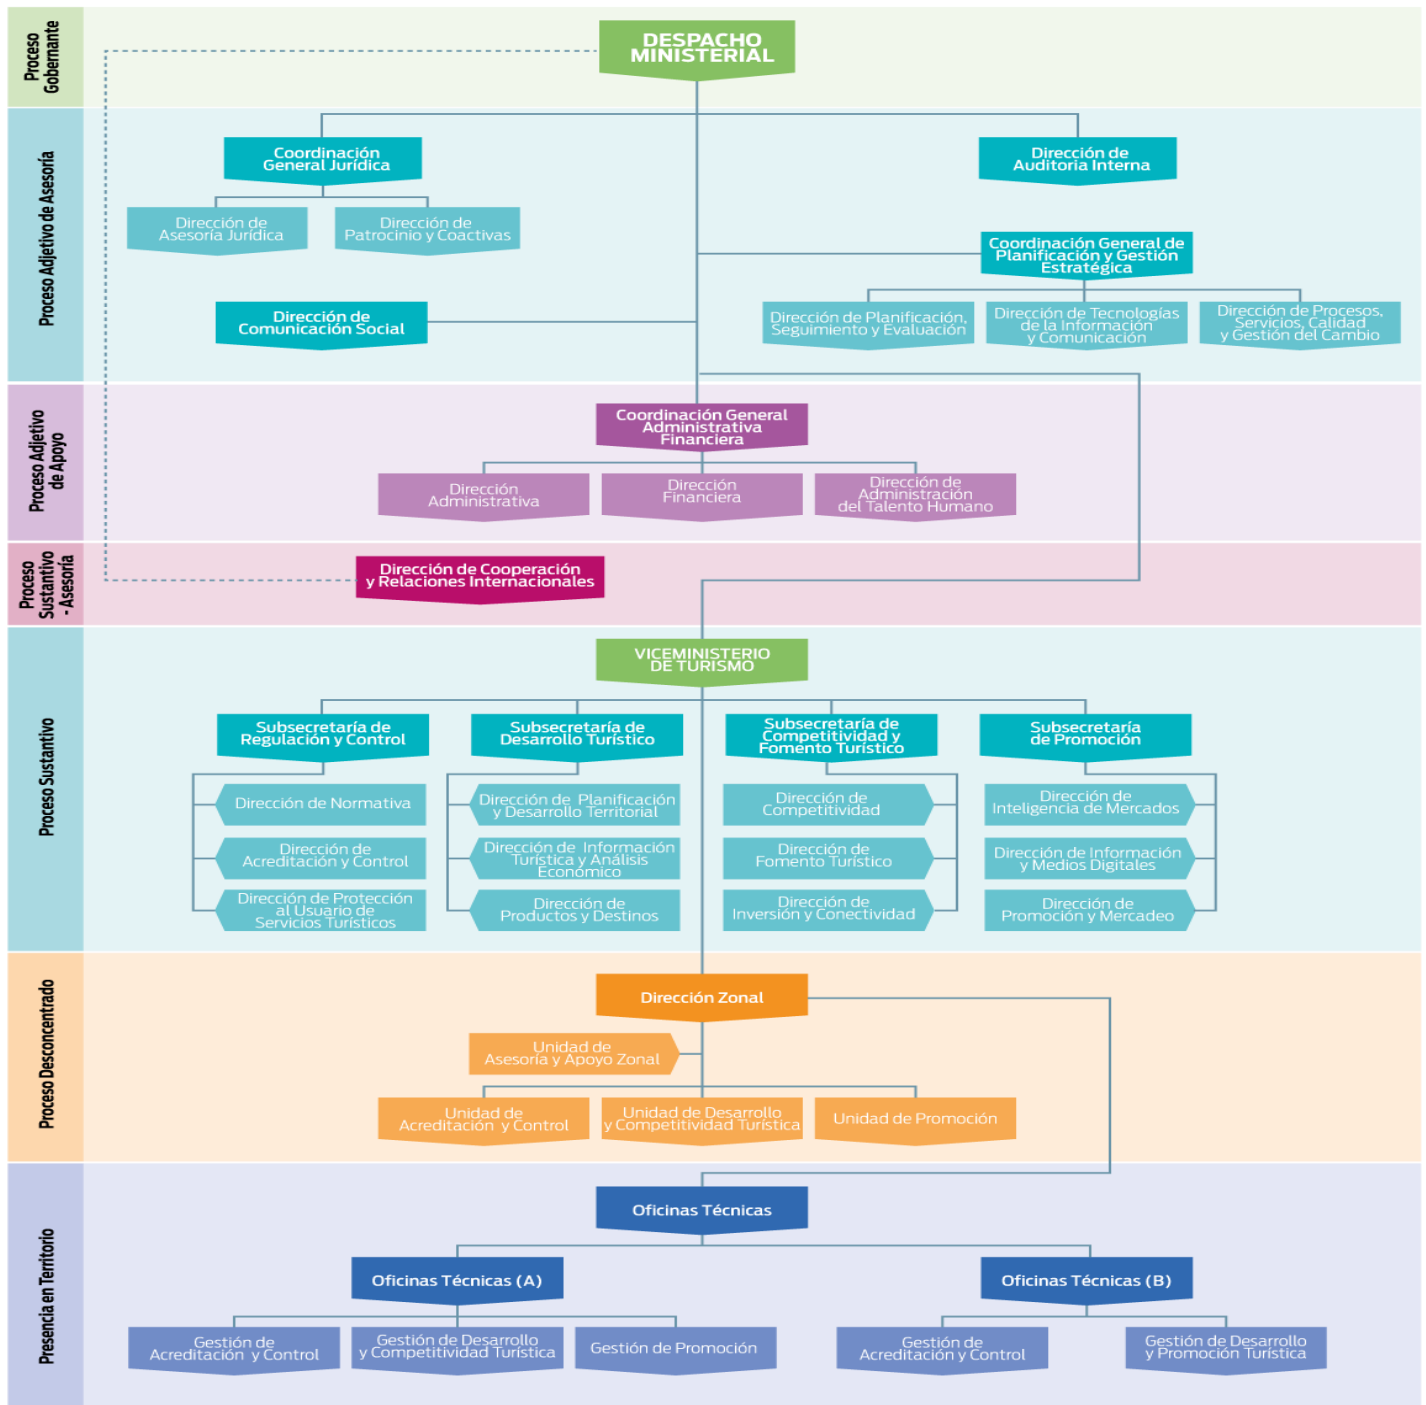 Proceso
Gobernante
DESPACHO
MINISTERIAL
Proceso Adjetivo de Asesoría
Coordinación
General Jurídica
Dirección de
Auditoria Interna
Dirección de
Asesoría Jurídica
Dirección de
Patrocinio y Coactivas
Coordinación General de
Planificación y Gestión
Estratégica
Dirección de
Comunicación Social
Dirección de Planificación,
Seguimiento y Evaluación
Dirección de Tecnologías
de la Información
y Comunicación
Dirección de Procesos,
Servicios, Calidad
y Gestión del Cambio
Proceso Adjetivo
de Apoyo
Coordinación General
Administrativa
Financiera
Dirección
Administrativa
Dirección
Financiera
Dirección de
Administración
del Talento Humano
Proceso
Sustantivo
- Asesoría
Dirección de Cooperación
y Relaciones Internacionales
Proceso Sustantivo
VICEMINISTERIO
DE TURISMO
Subsecretaría de
Regulación y Control
Subsecretaría de
Desarrollo Turístico
Subsecretaría de
Competitividad y
Fomento Turístico
Subsecretaría
de Promoción
Dirección de Normativa
Dirección de Planificación
y Desarrollo Territorial
Dirección de
Competitividad
Dirección de
Inteligencia de Mercados
Dirección de
Acreditación y Control
Dirección de Información
Turística y Análisis
Económico
Dirección de
Fomento Turístico
Dirección de Información
y Medios Digitales
Dirección de Protección
al Usuario de
Servicios Turísticos
Dirección de
Productos y Destinos
Dirección de
Inversión y Conectividad
Dirección de
Promoción y Mercadeo
Proceso Desconcentrado
Dirección Zonal
Unidad de
Asesoría y Apoyo Zonal
Unidad de
Acreditación y Control
Unidad de Desarrollo
y Competitividad Turística
Unidad de Promoción
Presencia en Territorio
Oficinas Técnicas
Oficinas Técnicas (A)
Oficinas Técnicas (B)
Gestión de
Acreditación y Control
Gestión de Desarrollo
y Competitividad Turística
Gestión de Promoción
Gestión de
Acreditación y Control
Gestión de Desarrollo
y Promoción Turística